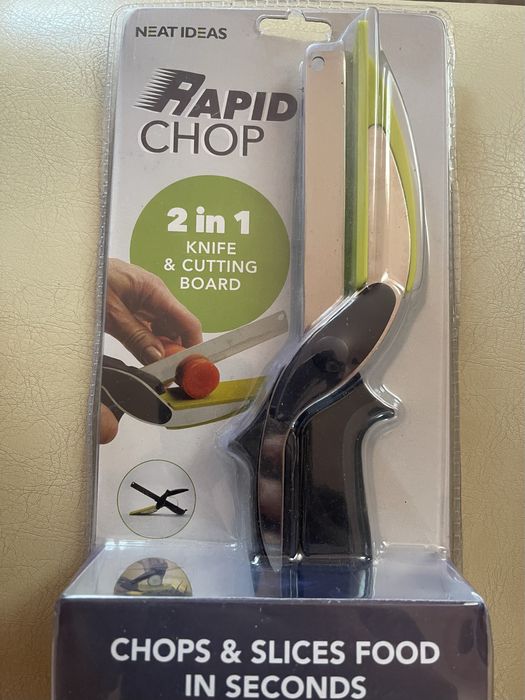 NEAT IDEAS
RAPID
CHOP
2 in 1
KNIFE
& CUTTING
BOARD
CHOPS & SLICES FOOD
IN SECONDS